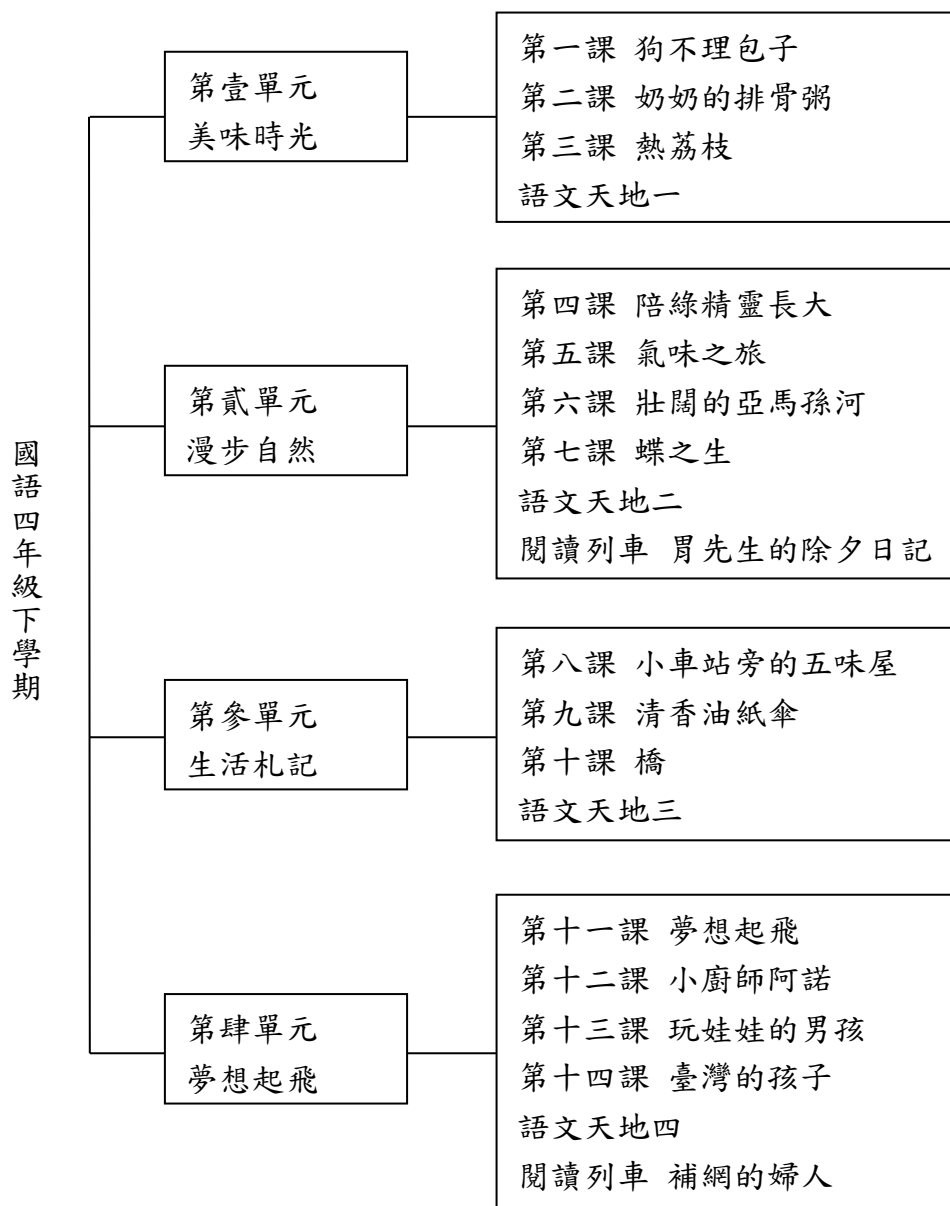 國語四年級下學期
第壹單元
美味時光
第一課 狗不理包子
第二課 奶奶的排骨粥
第三課 熱荔枝
語文天地一
第貳單元
漫步自然
第四課 陪綠精靈長大
第五課 氣味之旅
第六課 壯闊的亞馬孫河
第七課 蝶之生
語文天地二
閱讀列車 胃先生的除夕日記
第參單元
生活札記
第八課 小車站旁的五味屋
第九課 清香油紙傘
第十課 橋
語文天地三
第肆單元
夢想起飛
第十一課 夢想起飛
第十二課 小廚師阿諾
第十三課 玩娃娃的男孩
第十四課 臺灣的孩子
語文天地四
閱讀列車 補網的婦人